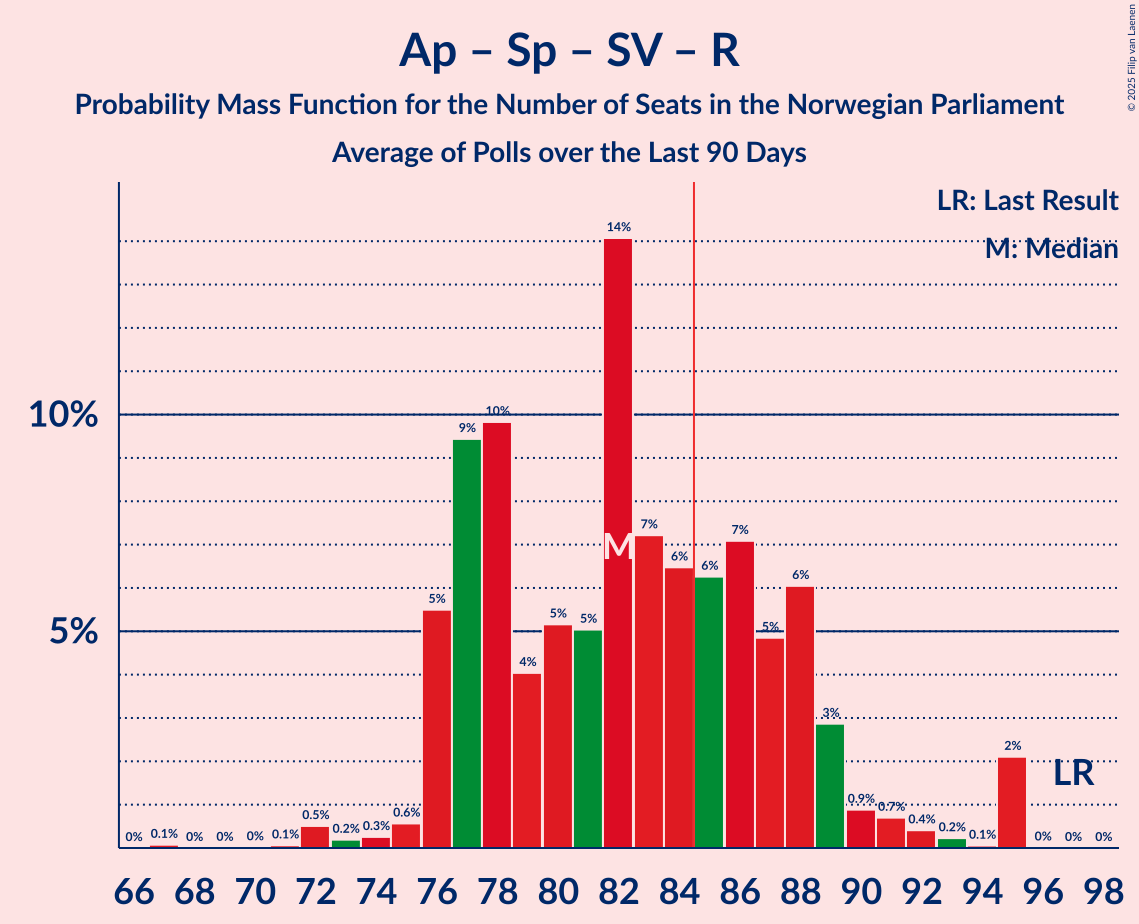 Ap – Sp – SV – R
Probability Mass Function for the Number of Seats in the Norwegian Parliament
Average of Polls over the Last 90 Days
© 2025 Filip van Laenen
LR: Last Result
M: Median
10%
5%
0% 0.1% 0% 0% 0% 0.1% 0.5% 0.2% 0.3% 0.6% 5% 9% 10% 4% 5% 5% 14% 7% 6% 6% 7% 5% 6% 3% 0.9% 0.7% 0.4% 0.2% 0.1% 2% 0% 0% 0%
M
LR
66 68 70 72 74 76 78 80 82 84 86 88 90 92 94 96 98